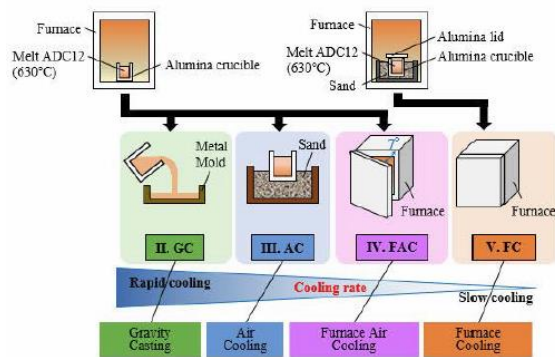 Furnace
Melt ADC12
(630°C)
Alumina crucible
Furnace
Alumina lid
Melt ADC12
(630°C)
Alumina crucible
Sand
Metal
Mold
Sand
7°
Furnace
Furnace
II. GC
III. AC
IV. FAC
V. FC
Rapid cooling
Cooling rate
Slow cooling
Gravity
Casting
Air
Cooling
Furnace Air
Cooling
Furnace
Cooling